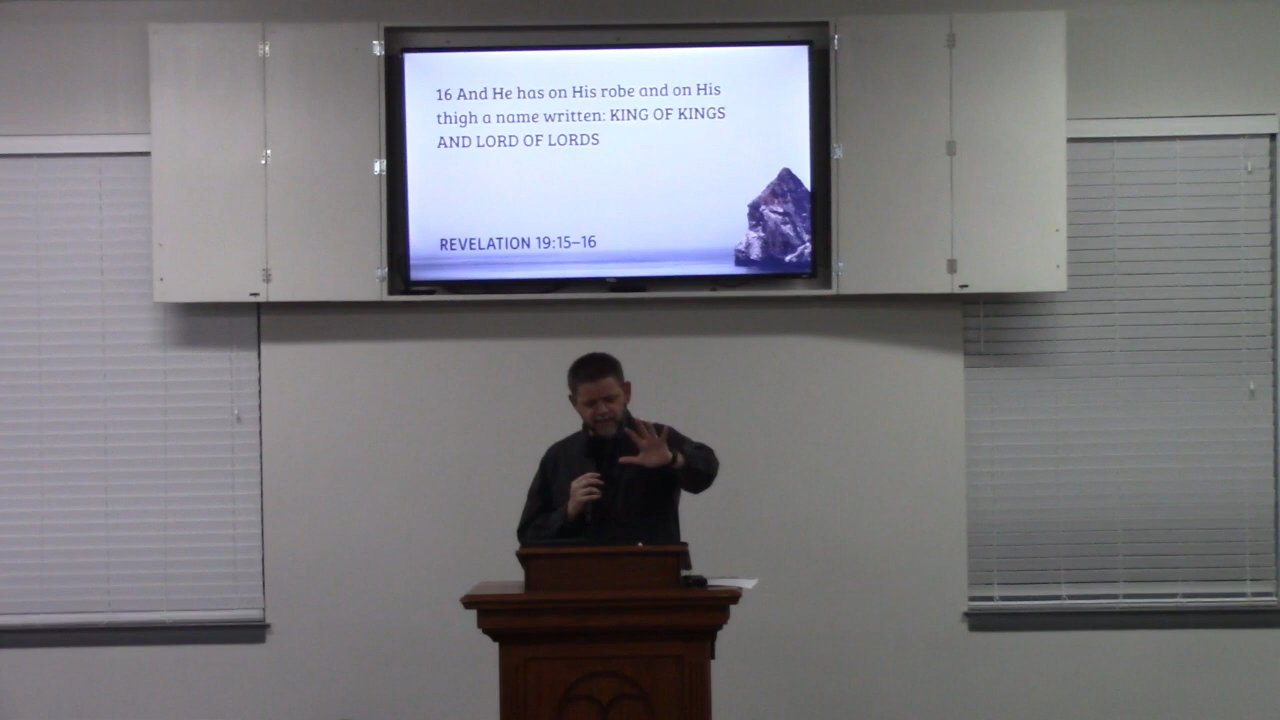 16 And He has on His robe and on His
thigh a name written: KING OF KINGS
AND LORD OF LORDS
REVELATION 19:15–16